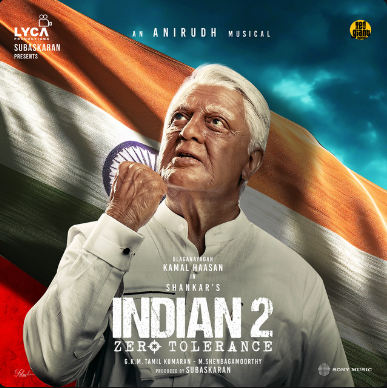 LYCA
PRODUCTIONS
SUBASKARAN
PRESENTS
AN ANIRUDH MUSICAL
ULAGANAYAGAN
KAMAL HAASAN
IN
SHANKAR'S
INDIAN 2
ZERO TOLERANCE
G.K.M. TAMIL KUMARAN - M.SHENBAGAMOORTHY
PRODUCED BY SUBASKARAN
SONY MUSIC